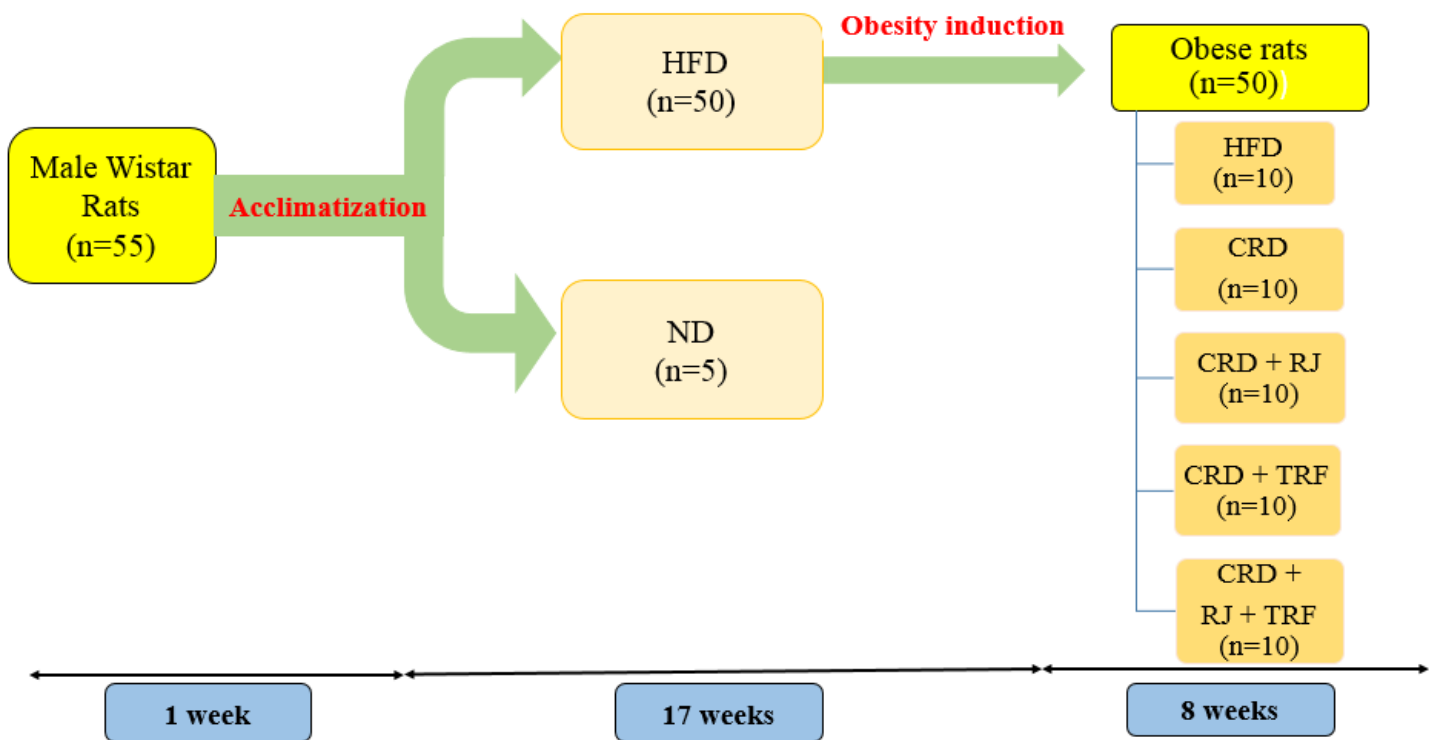 Male Wistar
Rats
(n=55)
Acclimatization
HFD
(n=50)
ND
(n=5)
Obesity induction
Obese rats
(n=50))
HFD
(n=10)
CRD
(n=10)
CRD + RJ
(n=10)
CRD + TRF
(n=10)
CRD +
RJ + TRF
(n=10)
1 week
17 weeks
8 weeks